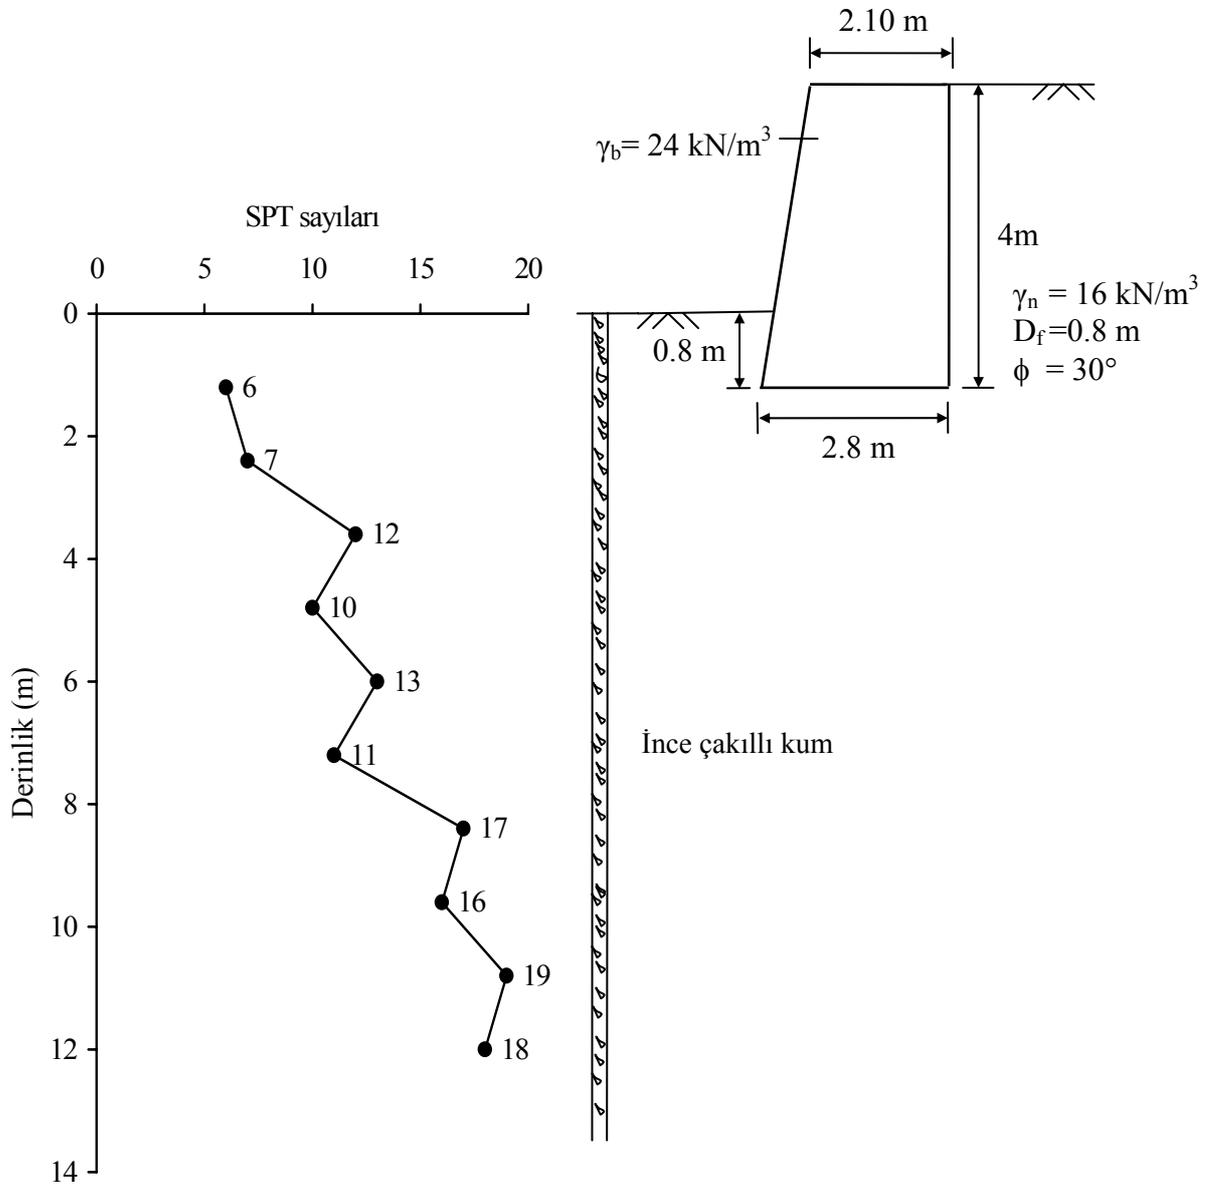 2.10 m
γb= 24 kN/m³
SPT sayıları
0 5 10 15 20
4m
γn = 16 kN/m³
Df=0.8 m
ϕ = 30°
0.8 m
2.8 m
0
2
4
6
8
10
12
14
Derinlik (m)
6
7
12
10
13
11
17
16
19
18
İnce çakıllı kum